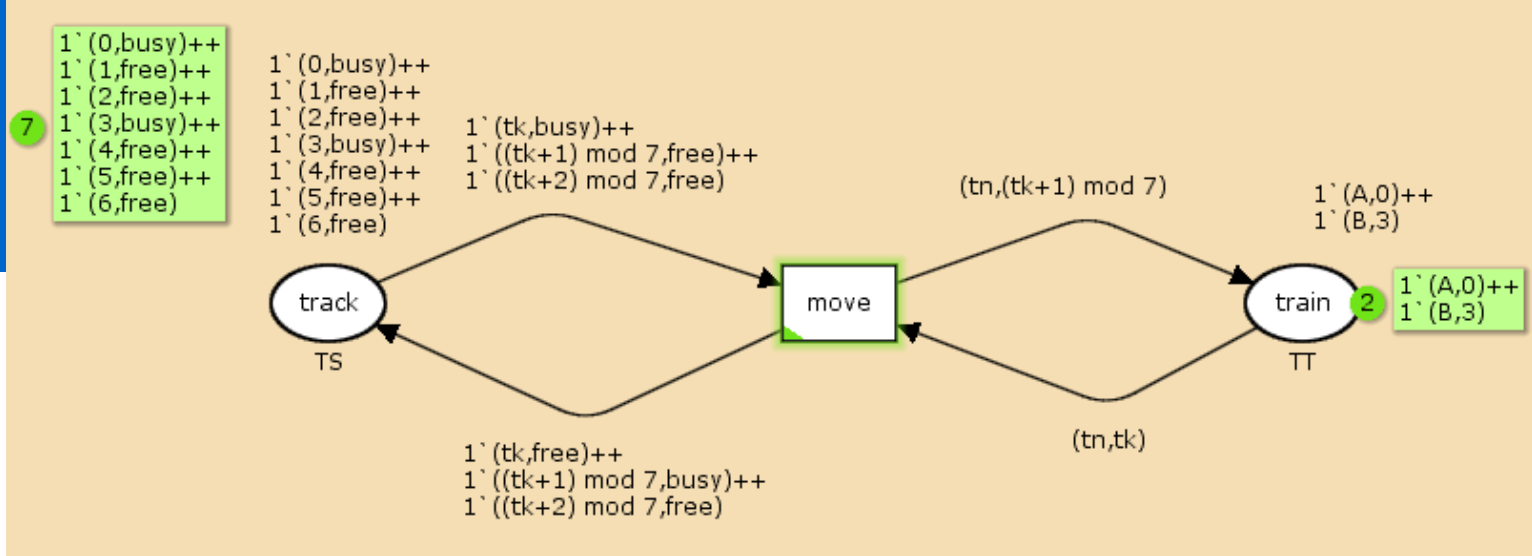 7
1`(0,busy)++
1`(1,free)++
1`(2,free)++
1`(3,busy)++
1`(4,free)++
1`(5,free)++
1`(6,free)
1`(0,busy)++
1`(1,free)++
1`(2,free)++
1`(3,busy)++
1`(4,free)++
1`(5,free)++
1`(6,free)
1`(tk,busy)++
1`((tk+1) mod 7,free)++
1`((tk+2) mod 7,free)
(tn,(tk+1) mod 7)
1`(A,0)++
1`(B,3)
track
TS
move
train
TT
2
1`(A,0)++
1`(B,3)
1`(tk,free)++
1`((tk+1) mod 7,busy)++
1`((tk+2) mod 7,free)
(tn,tk)